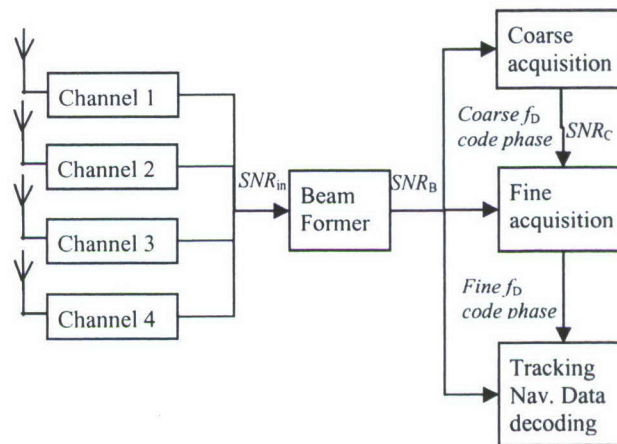 Channel 1
Channel 2
Channel 3
Channel 4
SNRin
Beam
Former
SNRB
Coarse
acquisition
Coarse fD
code phase
SNRC
Fine
acquisition
Fine fD
code phase
Tracking
Nav. Data
decoding